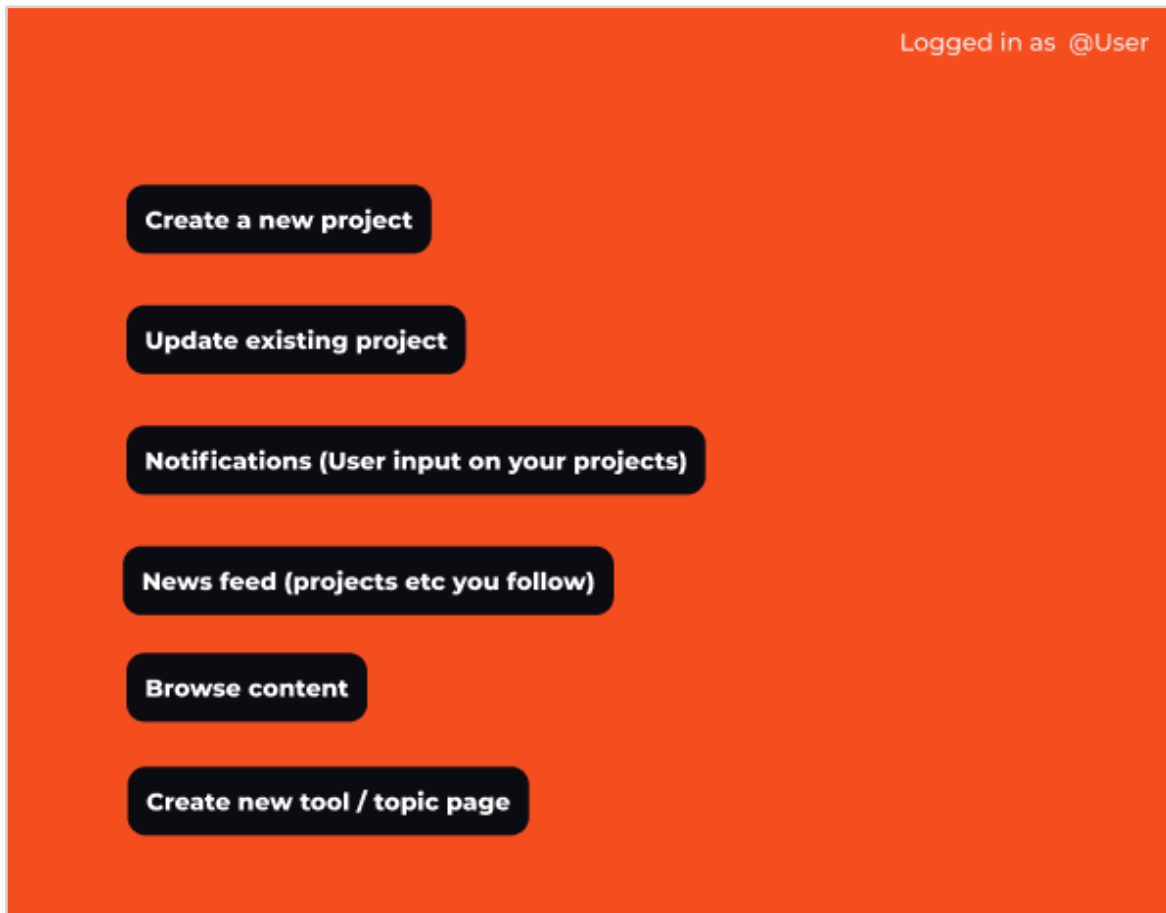 Logged in as @User
Create a new project
Update existing project
Notifications (User input on your projects)
News feed (projects etc you follow)
Browse content
Create new tool / topic page